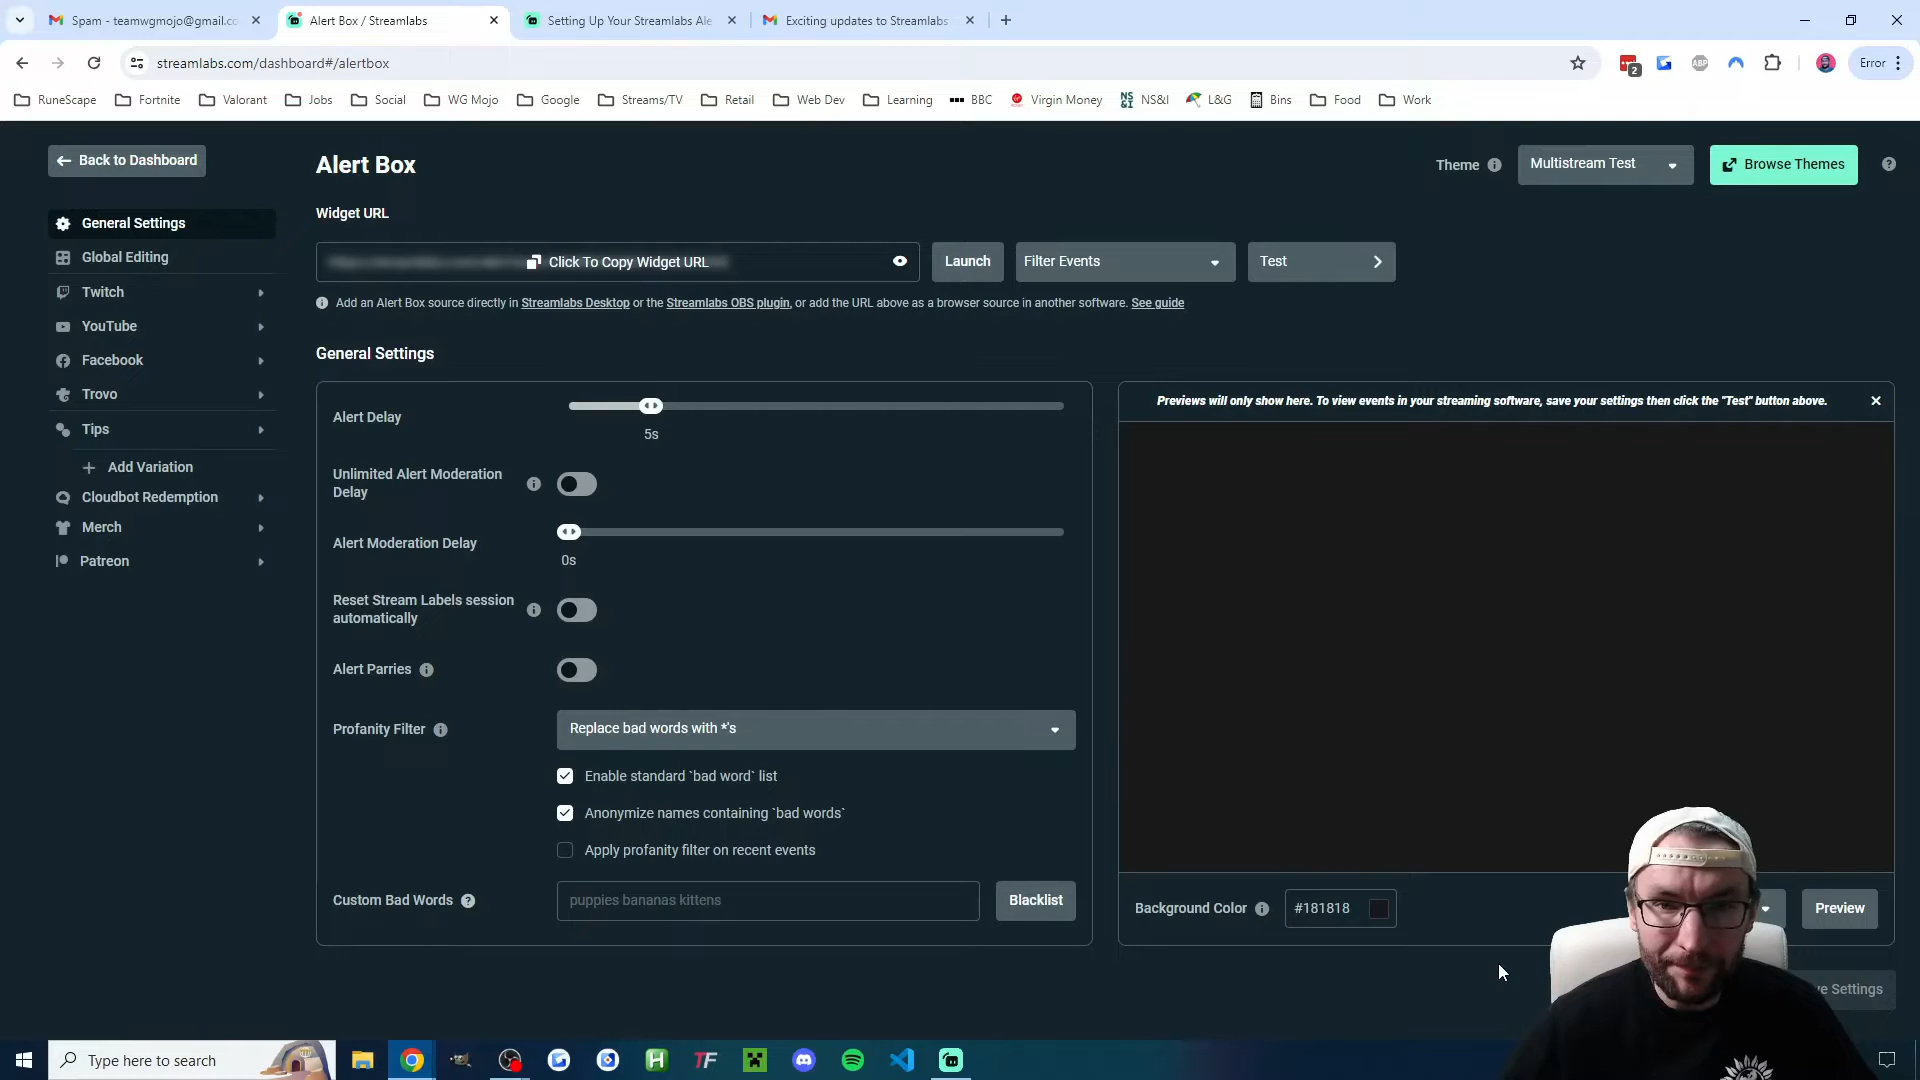 Spam - teamwgmojo@gmail.co
Alert Box / Streamlabs
Setting Up Your Streamlabs Ale
Exciting updates to Streamlabs
streamlabs.com/dashboard#/alertbox
2
ABP
Error
RuneScape
Fortnite
Valorant
Jobs
Social
WG Mojo
Google
Streams/TV
Retail
Web Dev
Learning
BBC
Virgin Money
NS&I
NS&I
L&G
Bins
Food
Work
Back to Dashboard
Alert Box
Theme
Multistream Test
Browse Themes
General Settings
Global Editing
Twitch
YouTube
Facebook
Trovo
Tips
Add Variation
Cloudbot Redemption
Merch
Patreon
Widget URL
Click To Copy Widget URL
Launch
Filter Events
Test
Add an Alert Box source directly in Streamlabs Desktop or the Streamlabs OBS plugin, or add the URL above as a browser source in another software. See guide
General Settings
Alert Delay
5s
Unlimited Alert Moderation
Delay
Alert Moderation Delay
0s
Reset Stream Labels session
automatically
Alert Parries
Profanity Filter
Replace bad words with *'s
Enable standard `bad word` list
Anonymize names containing `bad words`
Apply profanity filter on recent events
Custom Bad Words
puppies bananas kittens
Blacklist
Previews will only show here. To view events in your streaming software, save your settings then click the "Test" button above.
Background Color
#181818
Preview
ve Settings
Type here to search
H
TF